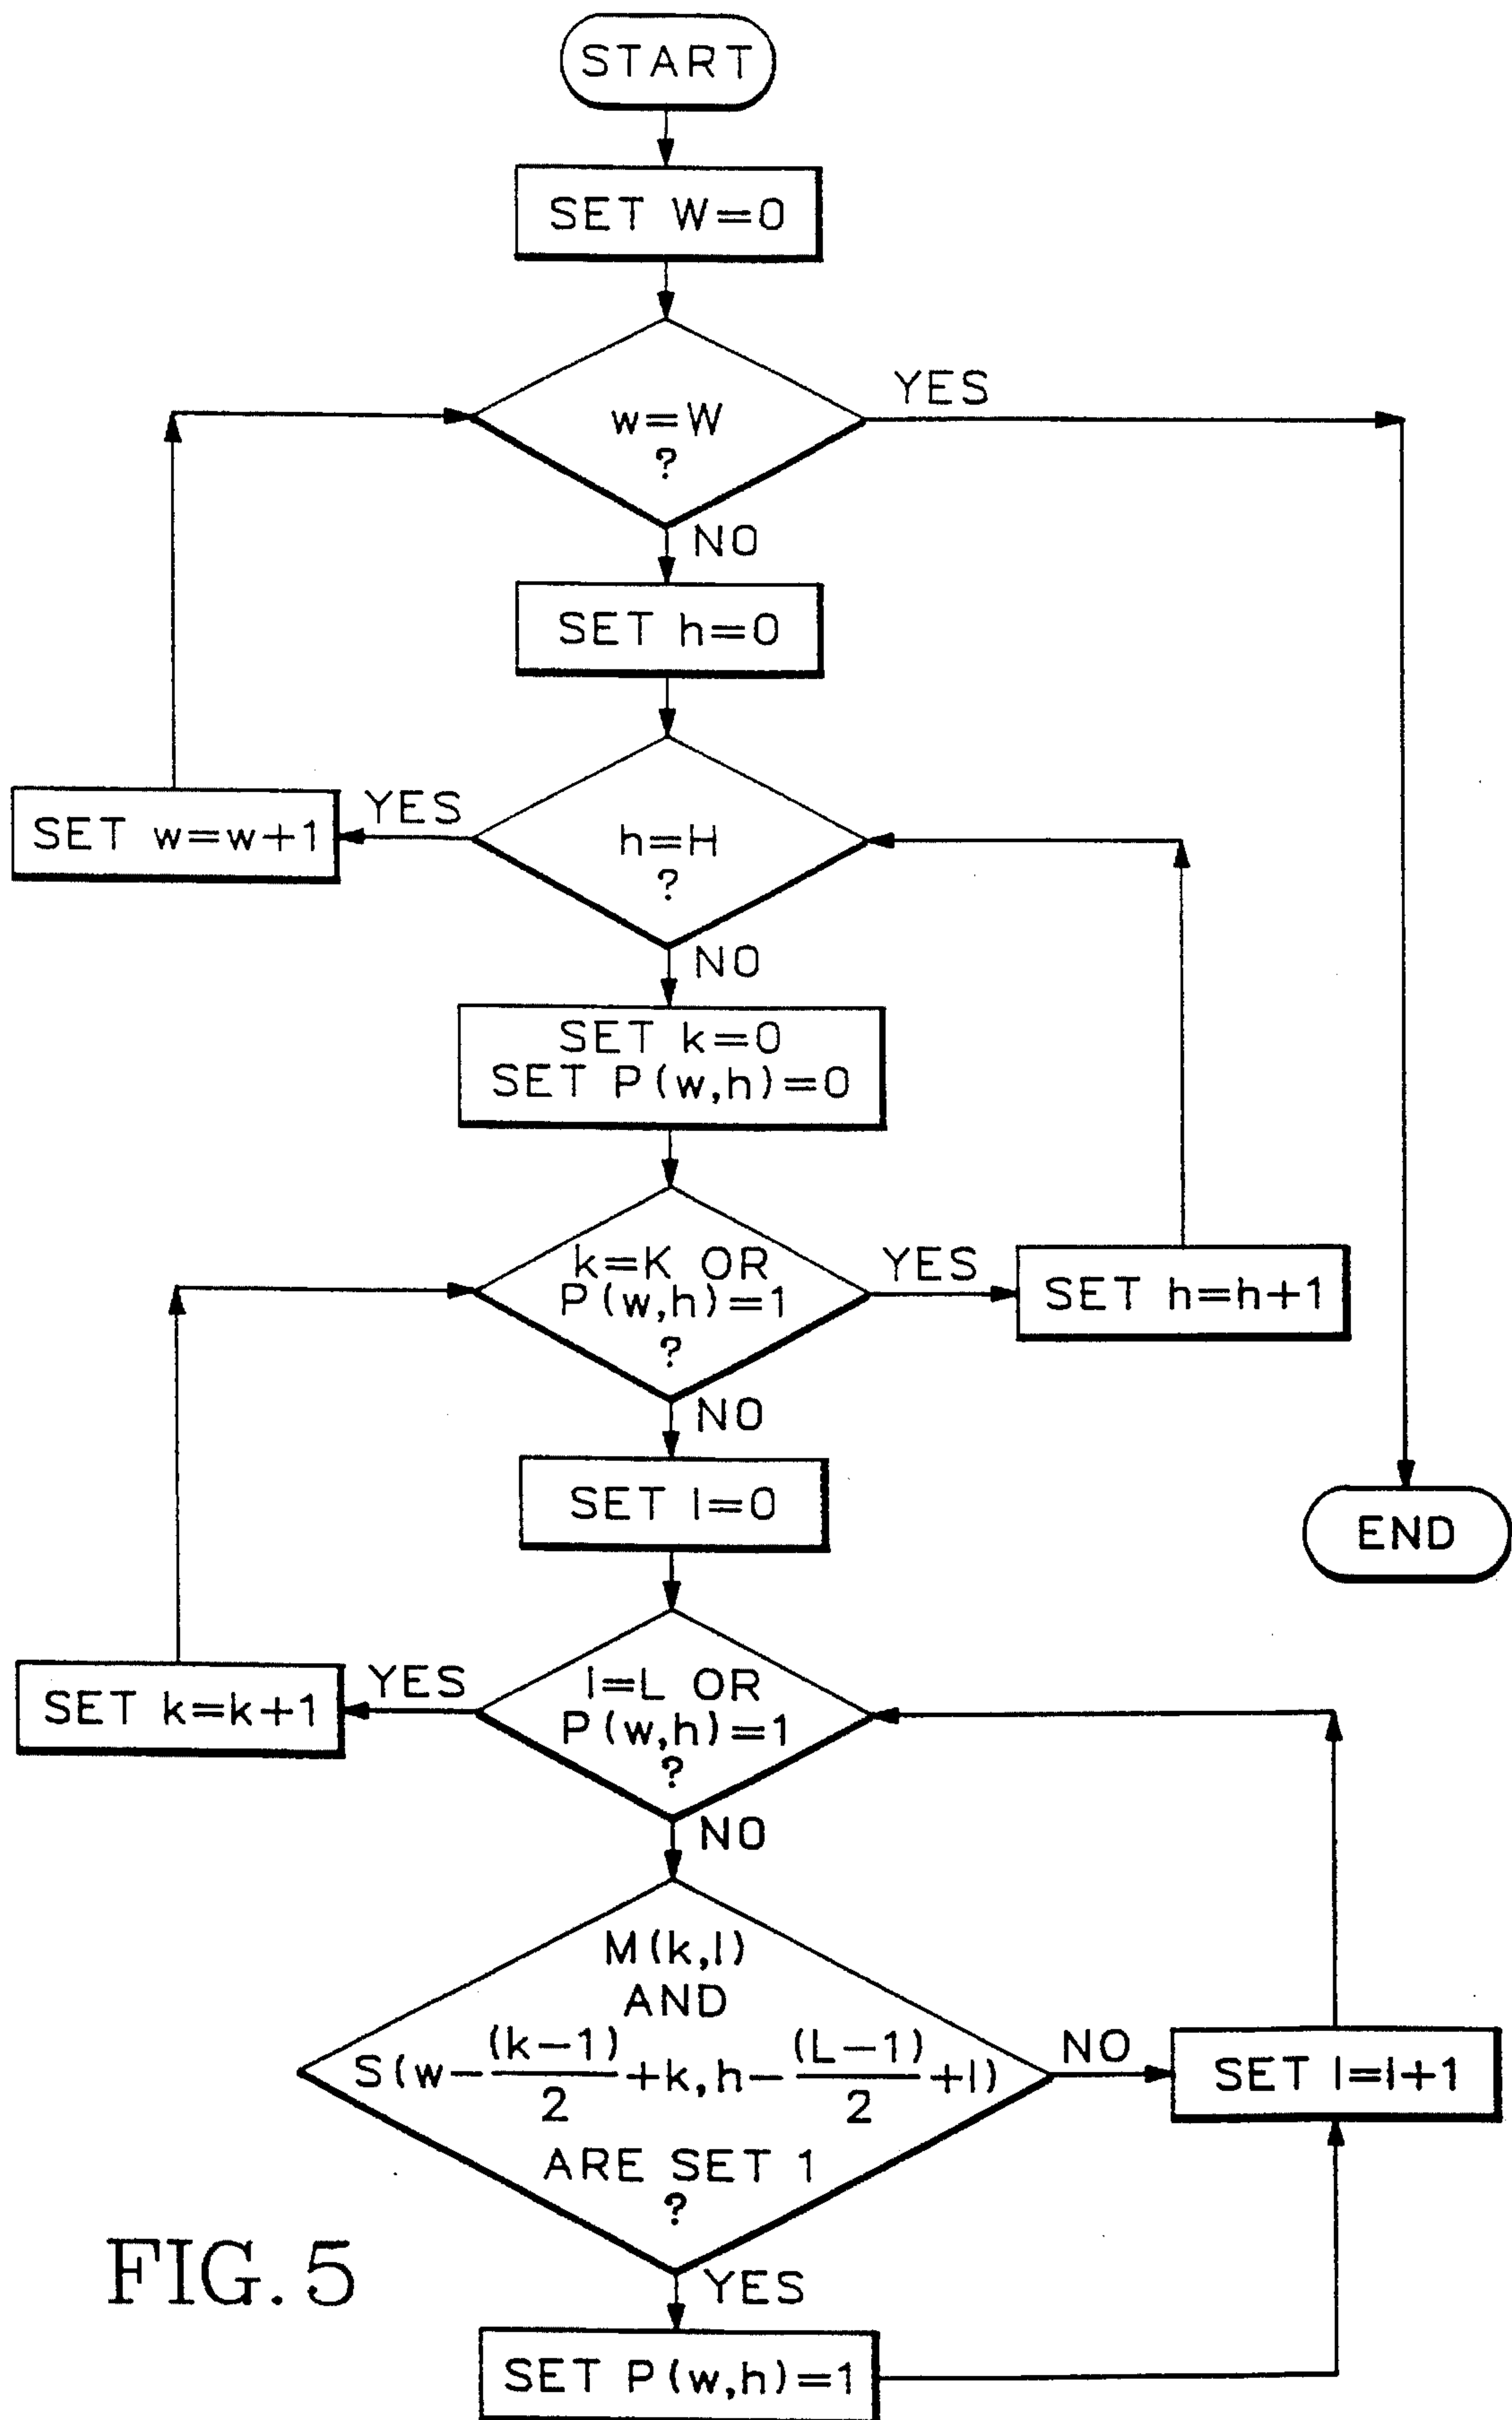 START
SET W=0
w=W
?
YES
NO
SET h=0
SET w=w+1
YES
h=H
?
NO
SET k=0
SET P(w,h)=0
k=K OR
P(w,h)=1
?
YES
SET h=h+1
NO
SET l=0
END
SET k=k+1
YES
l=L OR
P(w,h)=1
?
NO
M(k,l)
AND
S(w-(k-1)/2+k,h-(L-1)/2+l)
ARE SET 1
?
NO
SET l=l+1
YES
SET P(w,h)=1
FIG. 5